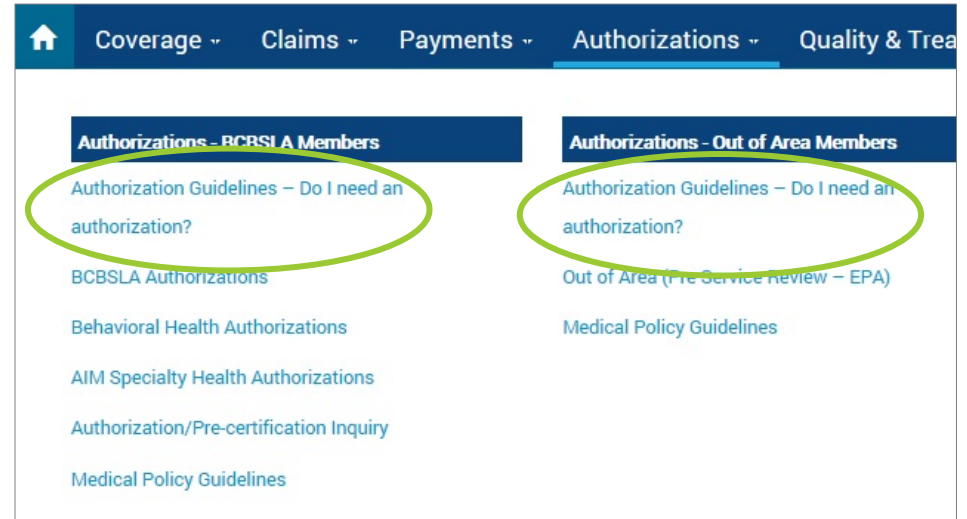 Coverage Claims Payments Authorizations Quality & Trea
Authorizations - BCBSLA Members
Authorization Guidelines – Do I need an
authorization?
BCBSLA Authorizations
Behavioral Health Authorizations
AIM Specialty Health Authorizations
Authorization/Pre-certification Inquiry
Medical Policy Guidelines
Authorizations - Out of Area Members
Authorization Guidelines – Do I need an
authorization?
Out of Area (Pre Service Review – EPA)
Medical Policy Guidelines